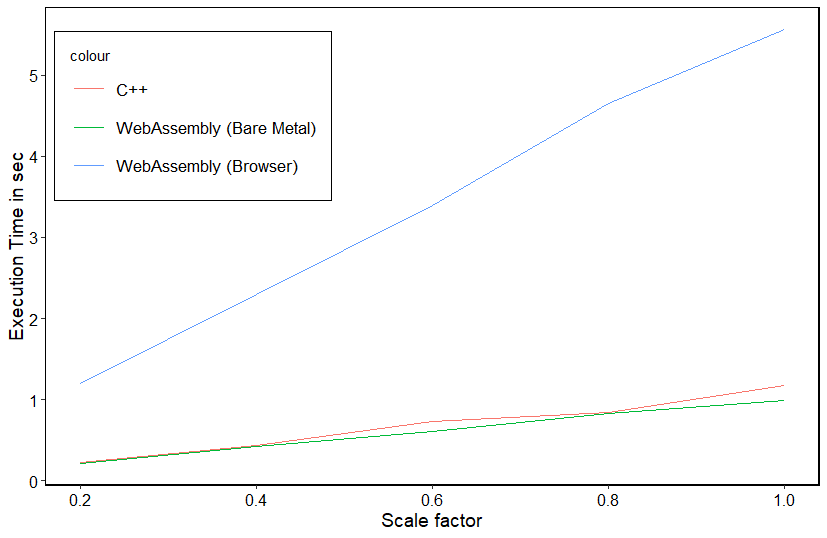 colour
C++
WebAssembly (Bare Metal)
WebAssembly (Browser)
Execution Time in sec
5
4
3
2
1
0
0.2 0.4 0.6 0.8 1.0
Scale factor